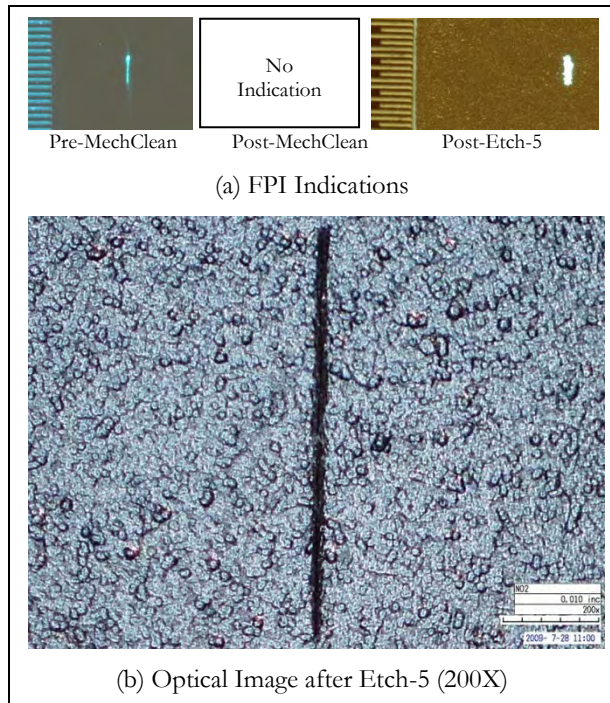 No
Indication
Pre-MechClean
Post-MechClean
Post-Etch-5
(a) FPI Indications
NO2
0.010 inc
200x
2009- 7-28 11:00
(b) Optical Image after Etch-5 (200X)